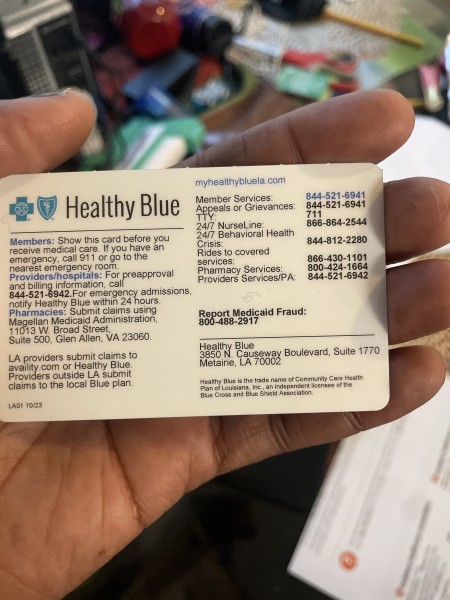 Healthy Blue
Members: Show this card before you
receive medical care. If you have an
emergency, call 911 or go to the
nearest emergency room.
Providers/hospitals: For preapproval
and billing information, call
844-521-6942.For emergency admissions,
notify Healthy Blue within 24 hours.
Pharmacies: Submit claims using
Magellan Medicaid Administration,
11013 W. Broad Street,
Suite 500, Glen Allen, VA 23060.
LA providers submit claims to
availity.com or Healthy Blue.
Providers outside LA submit
claims to the local Blue plan.
LA01 10/23
myhealthybluela.com
Member Services: 844-521-6941
Appeals or Grievances: 844-521-6941
TTY: 711
24/7 NurseLine: 866-864-2544
24/7 Behavioral Health
Crisis: 844-812-2280
Rides to covered
services: 866-430-1101
Pharmacy Services: 800-424-1664
Providers Services/PA: 844-521-6942
Report Medicaid Fraud:
800-488-2917
Healthy Blue
3850 N. Causeway Boulevard, Suite 1770
Metairie, LA 70002
Healthy Blue is the trade name of Community Care Health
Plan of Louisiana, Inc., an independent licensee of the
Blue Cross and Blue Shield Association.